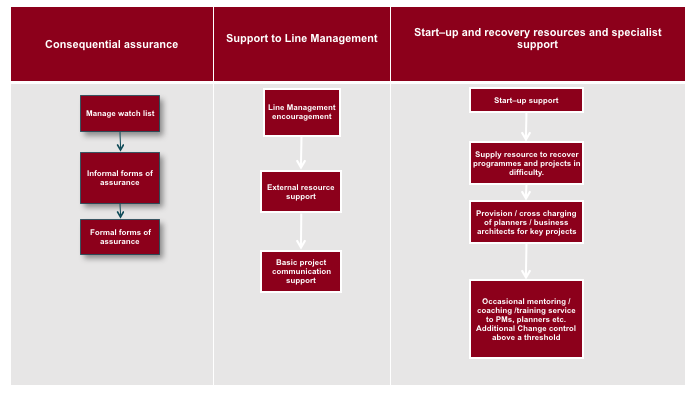 Consequential assurance
Support to Line Management
Start–up and recovery resources and specialist
support
Manage watch list
Informal forms of
assurance
Formal forms of
assurance
Line Management
encouragement
External resource
support
Basic project
communication
support
Start–up support
Supply resource to recover
programmes and projects in
difficulty.
Provision / cross charging
of planners / business
architects for key projects
Occasional mentoring /
coaching /training service
to PMs, planners etc.
Additional Change control
above a threshold